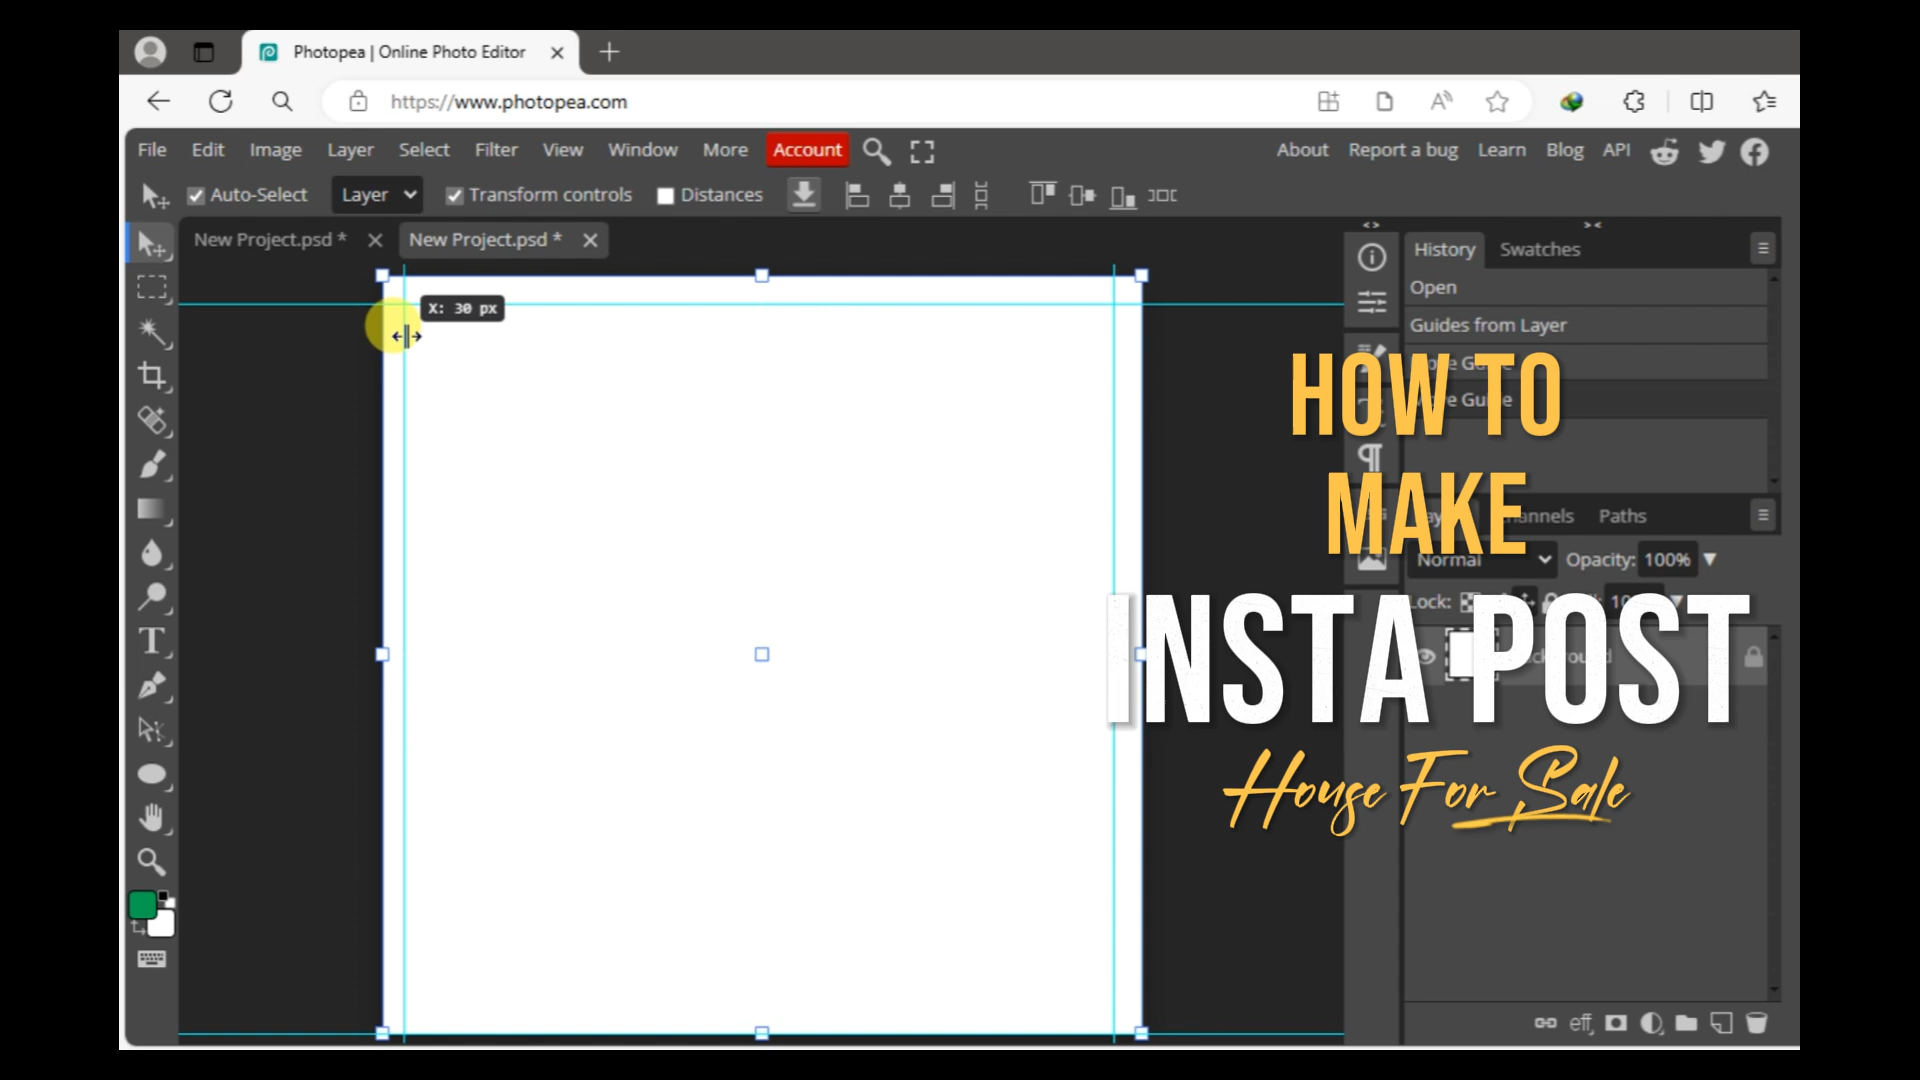 Photopea | Online Photo Editor
https://www.photopea.com
File Edit Image Layer Select Filter View Window More Account
About Report a bug Learn Blog API
Auto-Select Layer Transform controls Distances
New Project.psd * New Project.psd *
X: 30 px
History Swatches
Open
Guides from Layer
HOW TO
MAKE
INSTA POST
House For Sale
Paths
Normal Opacity: 100%
Lock:
eff